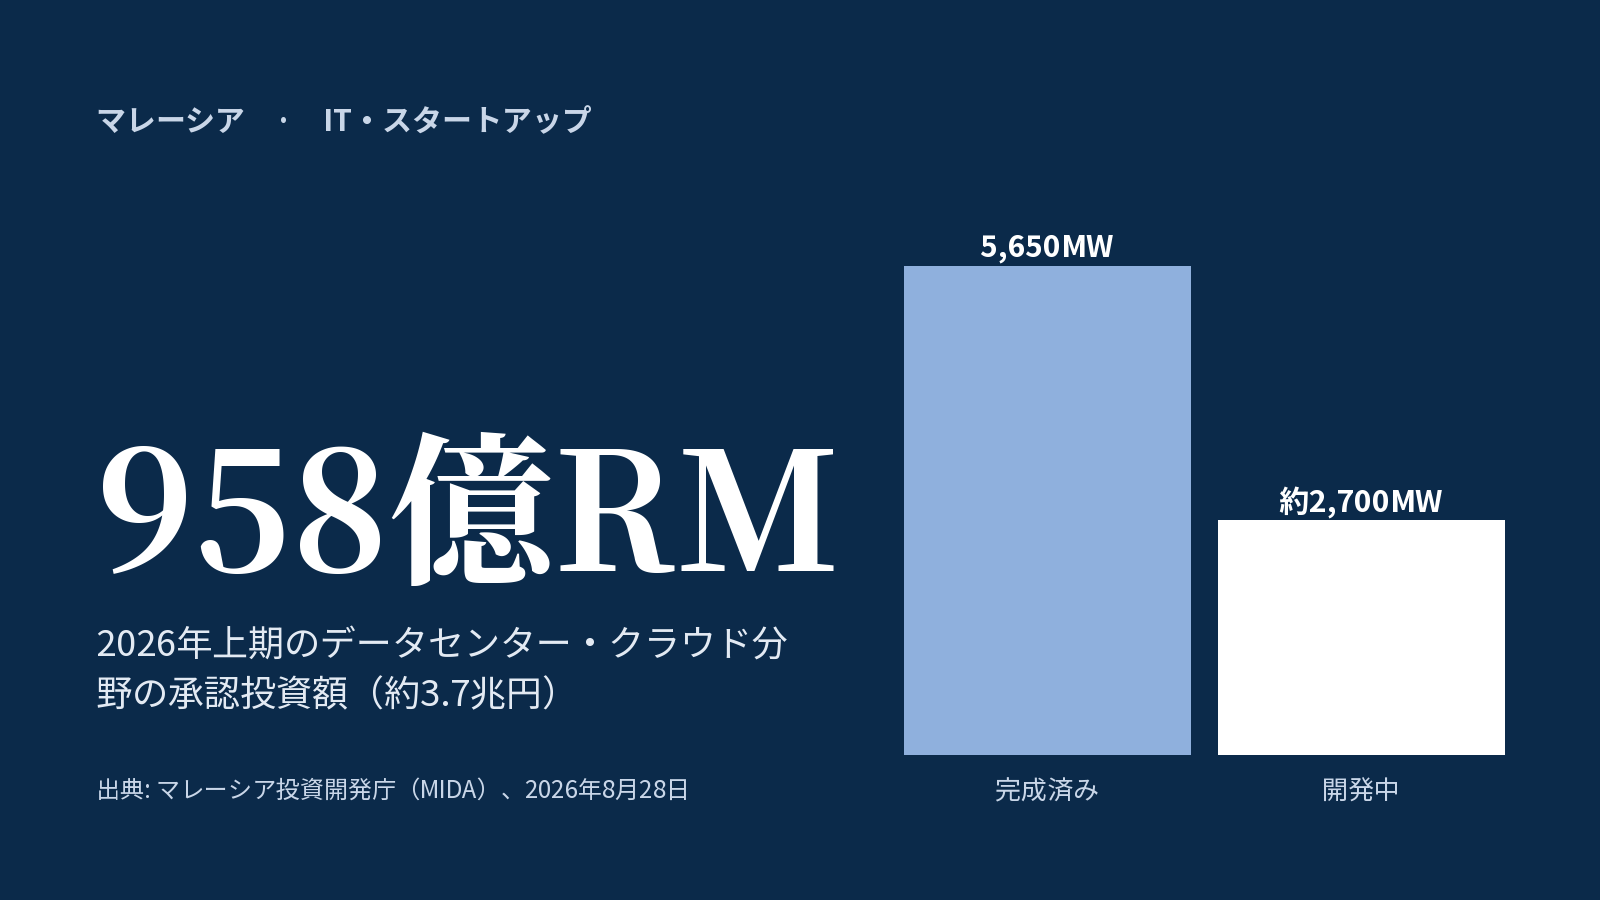 マレーシア · IT・スタートアップ
5,650MW
約2,700MW
958億RM
2026年上期のデータセンター・クラウド分
野の承認投資額（約3.7兆円）
出典: マレーシア投資開発庁（MIDA）、2026年8月28日
完成済み
開発中